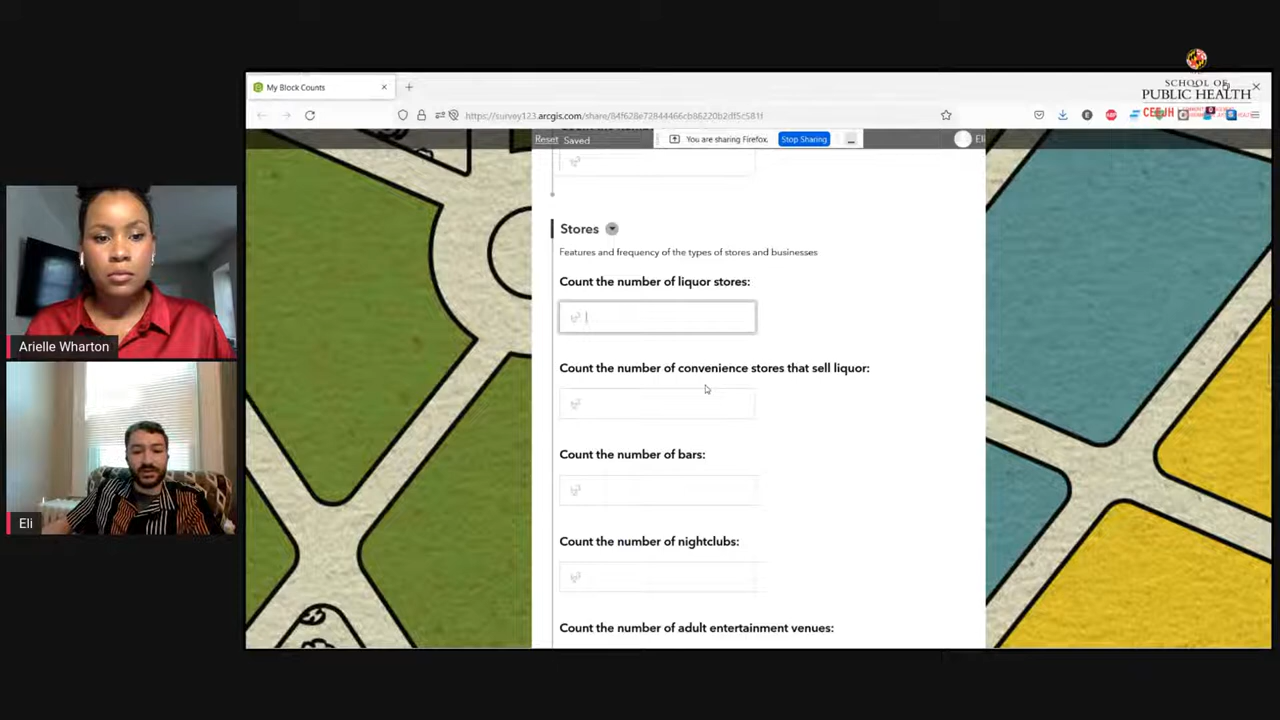 SCHOOL OF
PUBLIC HEALTH
CEEJH
My Block Counts
https://survey123.arcgis.com/share/84f628e72844466cb86220b2df5c581f
Reset
Saved
You are sharing Firefox.
Stop Sharing
Eli
Stores
Features and frequency of the types of stores and businesses
Count the number of liquor stores:
Count the number of convenience stores that sell liquor:
Count the number of bars:
Count the number of nightclubs:
Count the number of adult entertainment venues:
Arielle Wharton
Eli